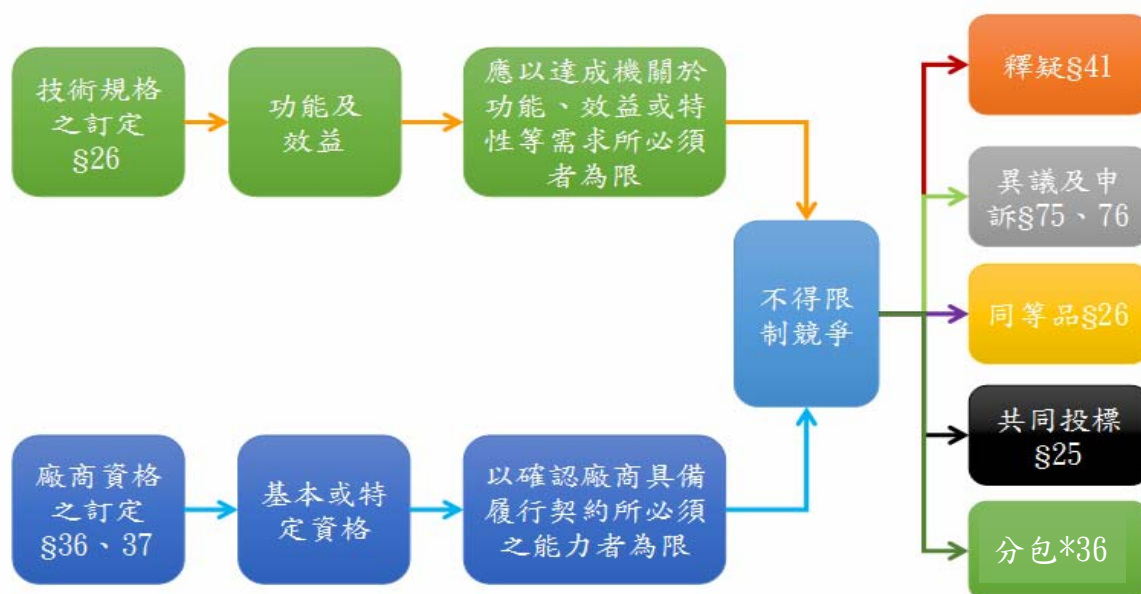 技術規格
之訂定
§26
功能及
效益
應以達成機關於
功能、效益或特
性等需求所必須
者為限
廠商資格
之訂定
§36、37
基本或特
定資格
以確認廠商具備
履行契約所必須
之能力者為限
不得限
制競爭
釋疑§41
異議及申
訴§75、76
同等品§26
共同投標
§25
分包*36